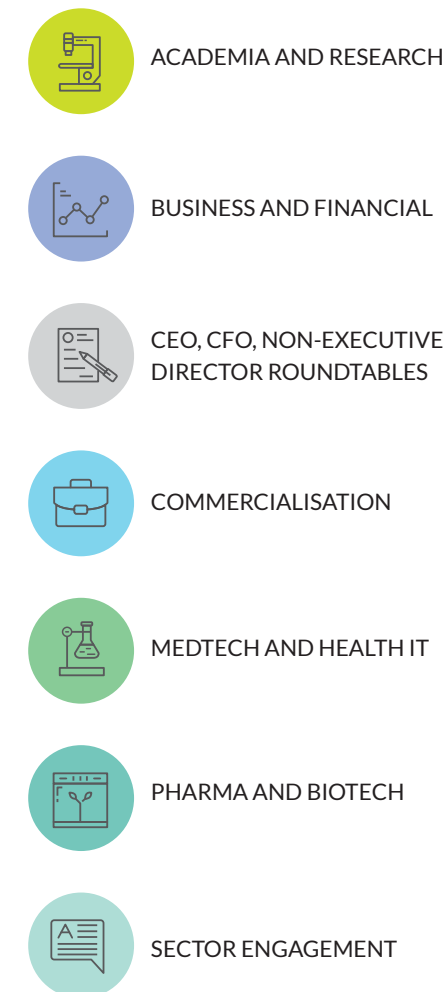 ACADEMIA AND RESEARCH
BUSINESS AND FINANCIAL
CEO, CFO, NON-EXECUTIVE
DIRECTOR ROUNDTABLES
COMMERCIALISATION
MEDTECH AND HEALTH IT
PHARMA AND BIOTECH
A
SECTOR ENGAGEMENT